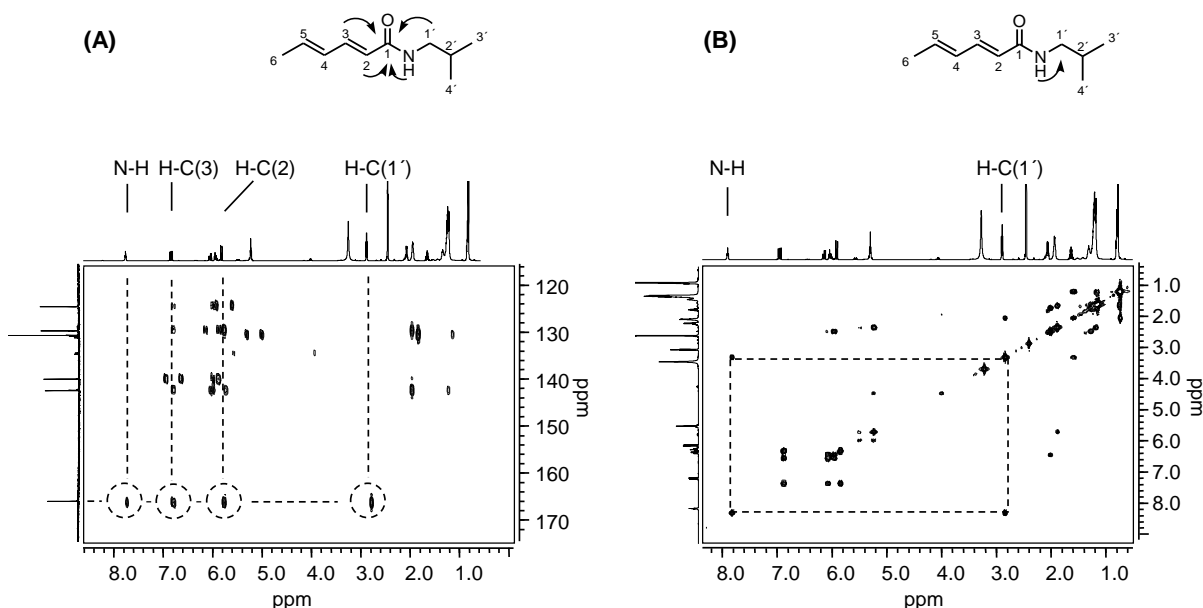 (A)
O
5 3 1´ 3´
6 4 2 1 N H 2´ 4´
N-H H-C(3) H-C(2) H-C(1´)
120
130
140
150
160
170
ppm
8.0 7.0 6.0 5.0 4.0 3.0 2.0 1.0
ppm
(B)
O
5 3 1´ 3´
6 4 2 1 N H 2´ 4´
N-H H-C(1´)
1.0
2.0
3.0
4.0
5.0
6.0
7.0
8.0
ppm
8.0 7.0 6.0 5.0 4.0 3.0 2.0 1.0
ppm